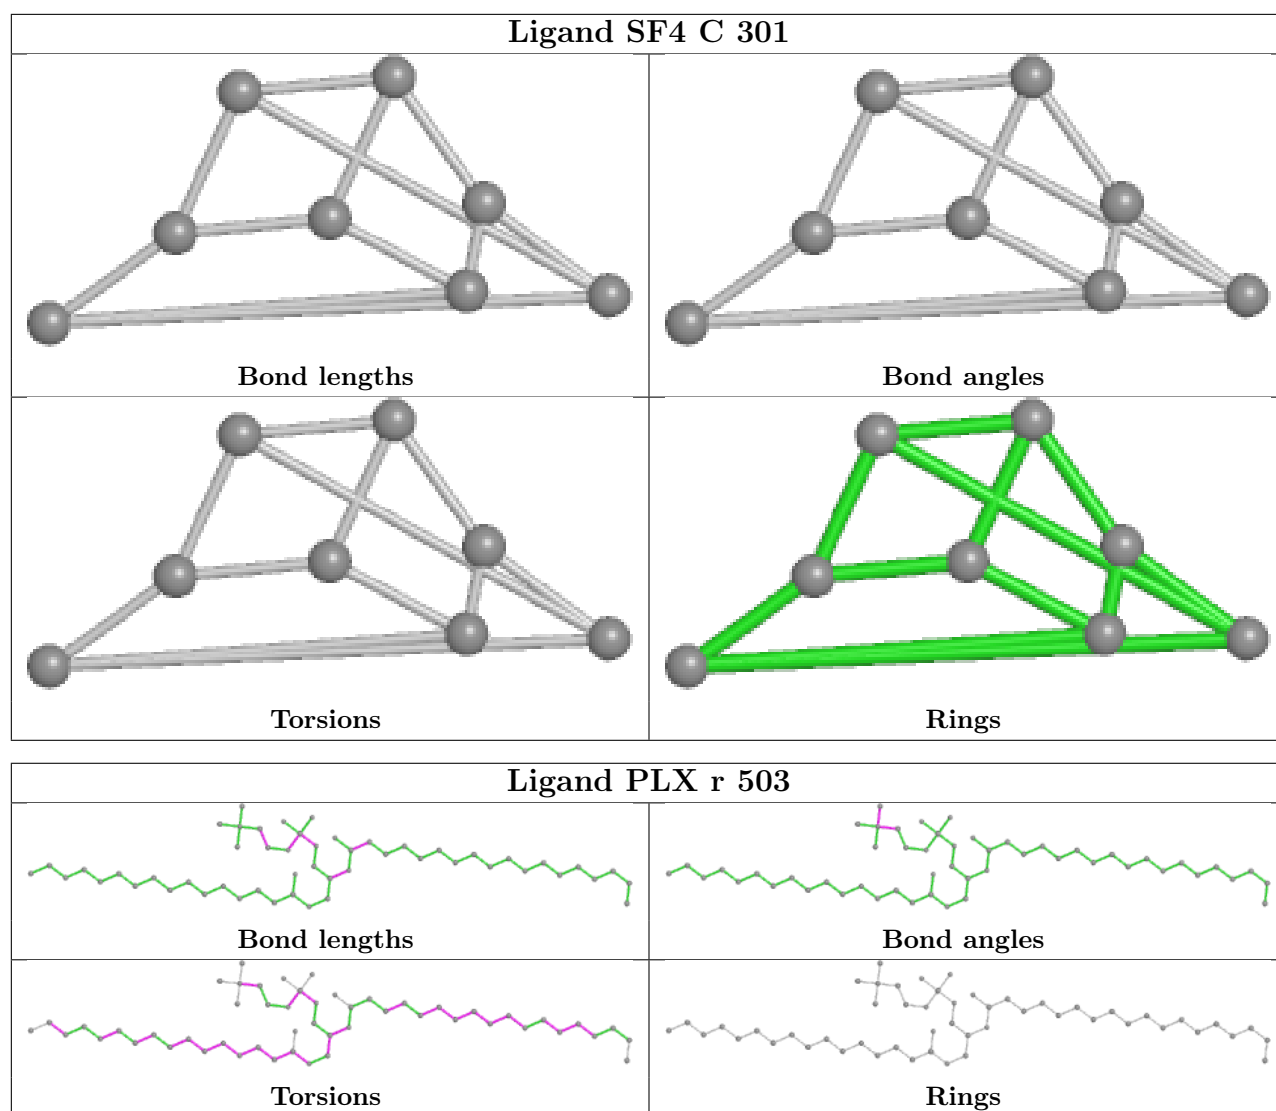 Ligand SF4 C 301
Bond lengths
Bond angles
Torsions
Rings
Ligand PLX r 503
Bond lengths
Bond angles
Torsions
Rings